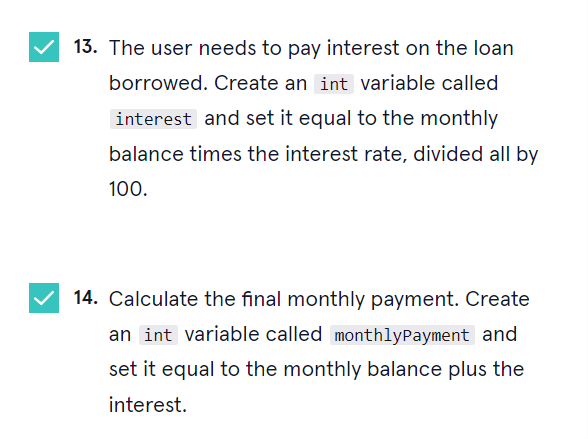 13. The user needs to pay interest on the loan
borrowed. Create an int variable called
interest and set it equal to the monthly
balance times the interest rate, divided all by
100.
14. Calculate the final monthly payment. Create
an int variable called monthlyPayment and
set it equal to the monthly balance plus the
interest.